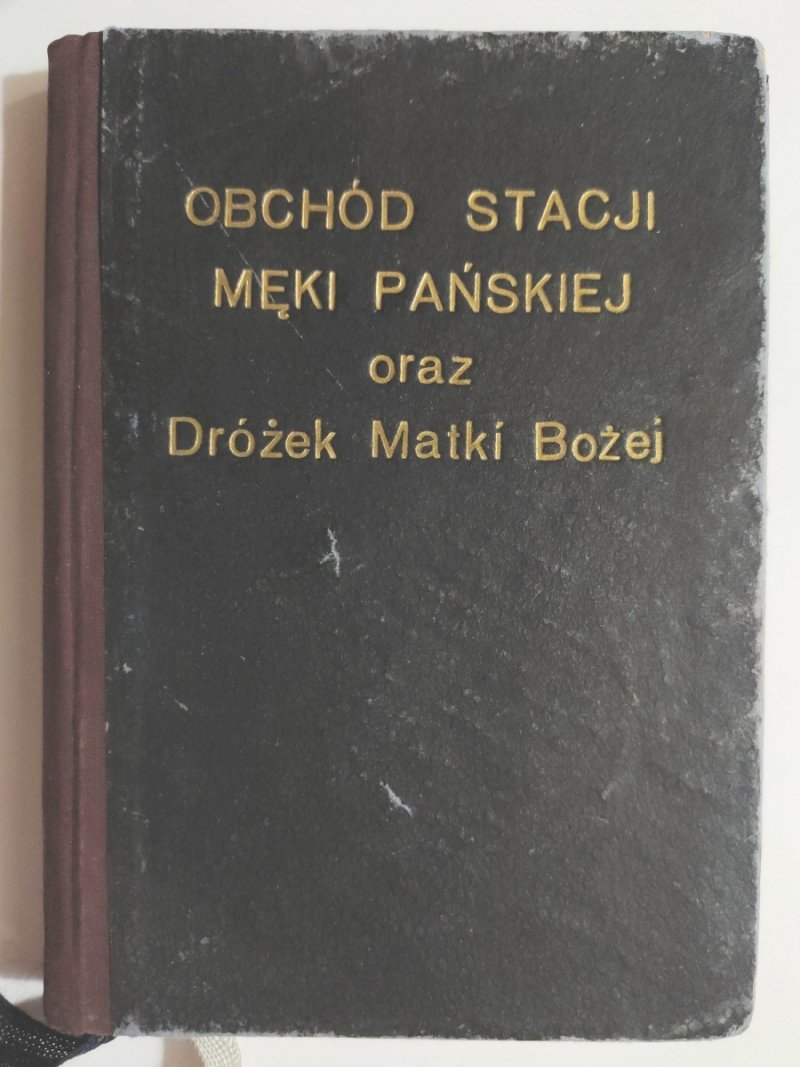 OBCHÓD STACJI
MĘKI PAŃSKIEJ
oraz
Dróżek Matki Bożej